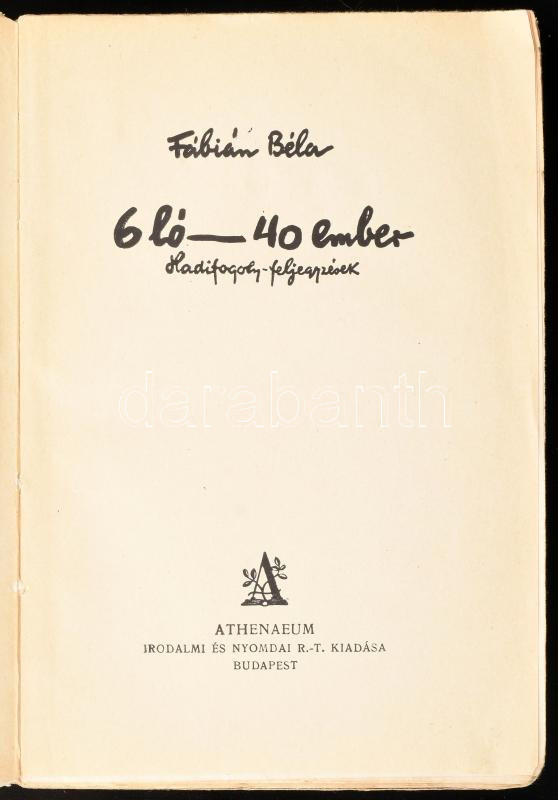 Fábián Béla
6 ló — 40 ember
Hadifogoly-feljegyzések
darabanth
ATHENAEUM
IRODALMI ÉS NYOMDAI R.-T. KIADÁSA
BUDAPEST